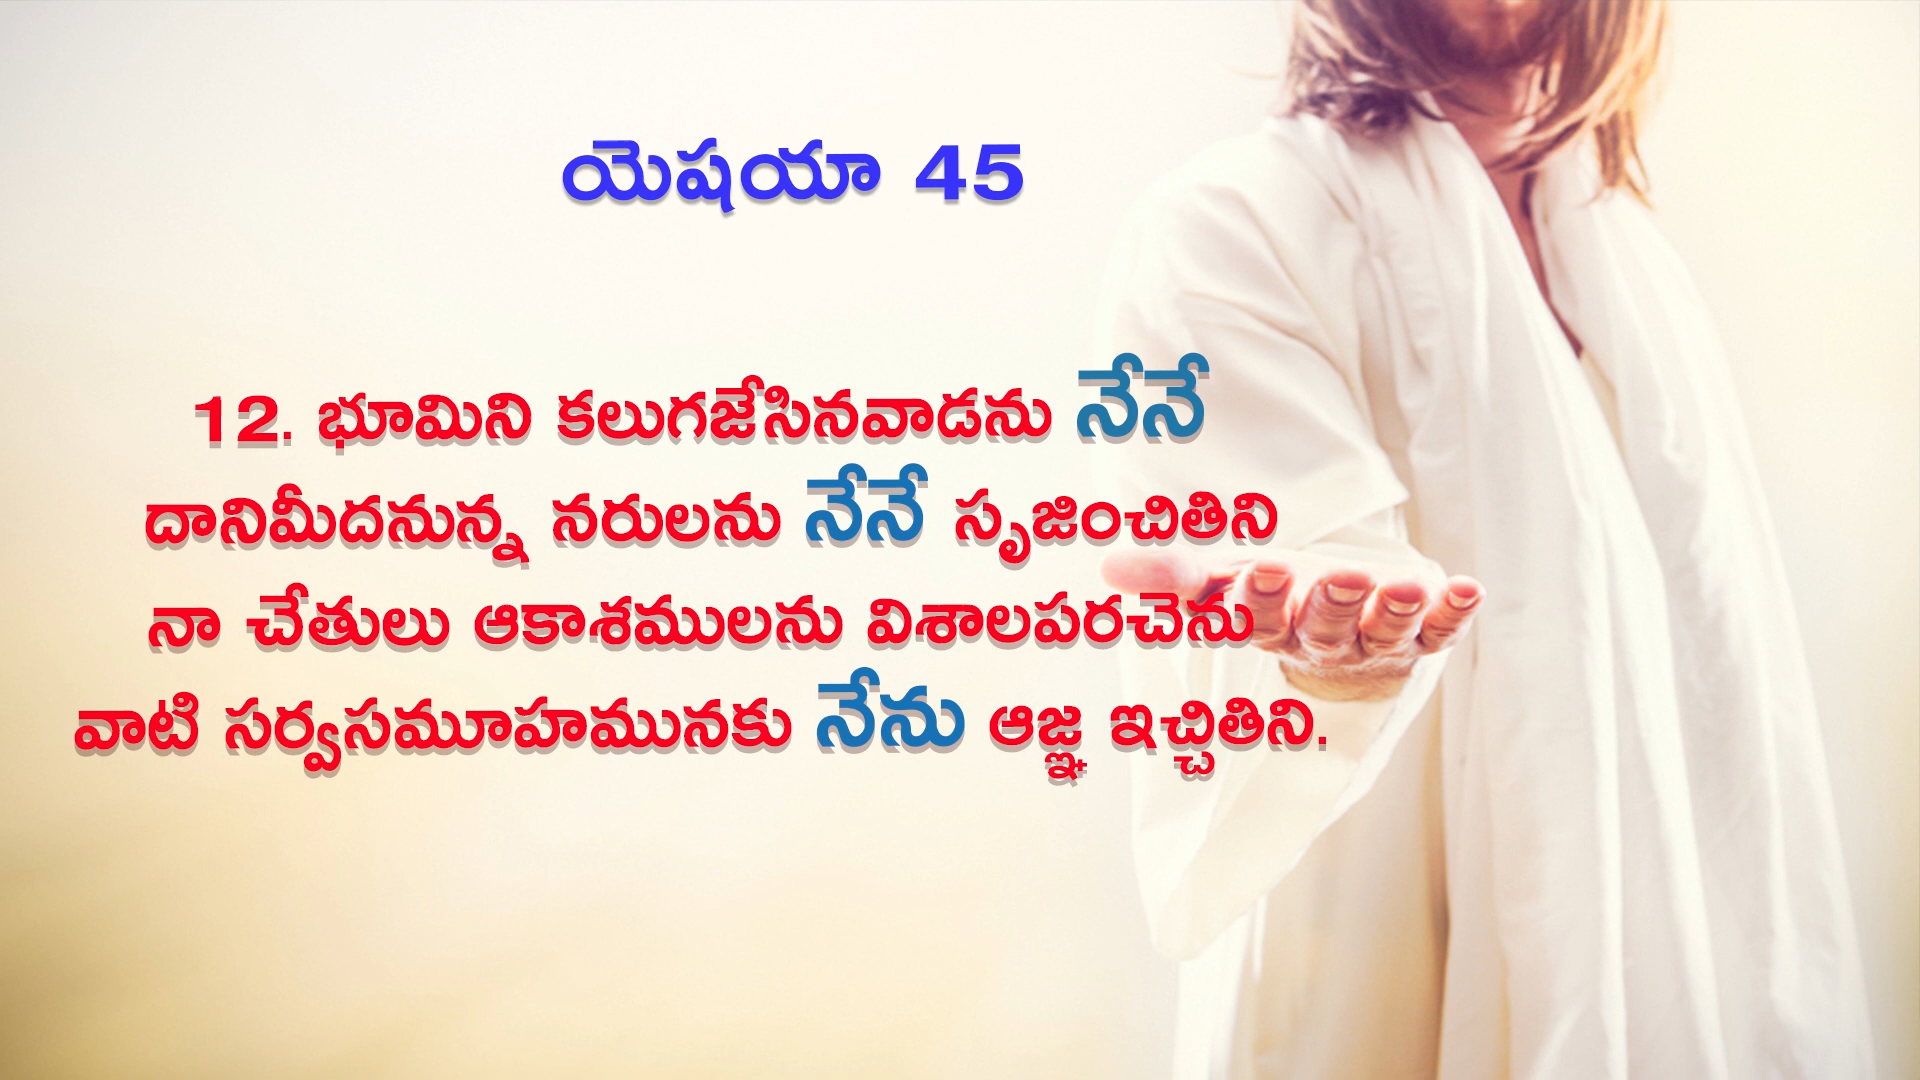 యెషయా 45
12. భూమిని కలుగజేసినవాడను నేనే
దానిమీదనున్న నరులను నేనే సృజించితిని
నా చేతులు ఆకాశములను విశాలపరచెను
వాటి సర్వసమూహమునకు నేను ఆజ్ఞ ఇచ్చితిని.